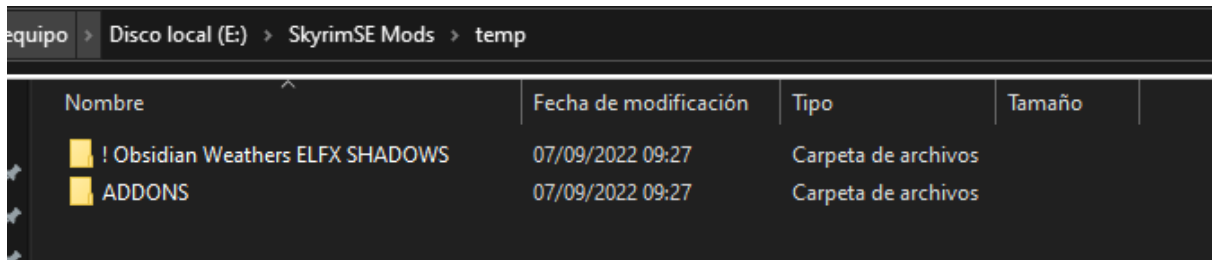 equipo > Disco local (E:) > SkyrimSE Mods > temp
Nombre Fecha de modificación Tipo Tamaño
! Obsidian Weathers ELFX SHADOWS 07/09/2022 09:27 Carpeta de archivos
ADDONS 07/09/2022 09:27 Carpeta de archivos